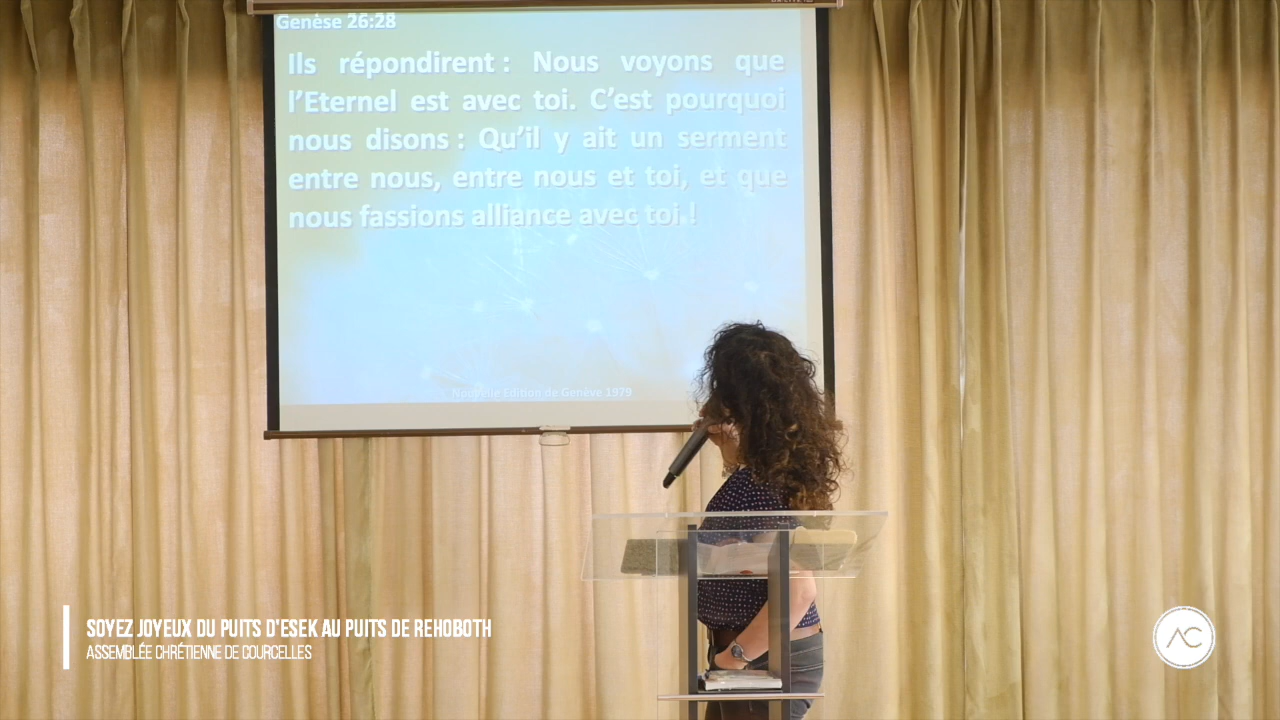 Genèse 26:28
Ils répondirent : Nous voyons que
l'Eternel est avec toi. C'est pourquoi
nous disons : Qu'il y ait un serment
entre nous, entre nous et toi, et que
nous fassions alliance avec toi !
Nouvelle Edition de Genève 1979
SOYEZ JOYEUX DU PUITS D'ESEK AU PUITS DE REHOBOTH
ASSEMBLÉE CHRÉTIENNE DE COURCELLES
AC